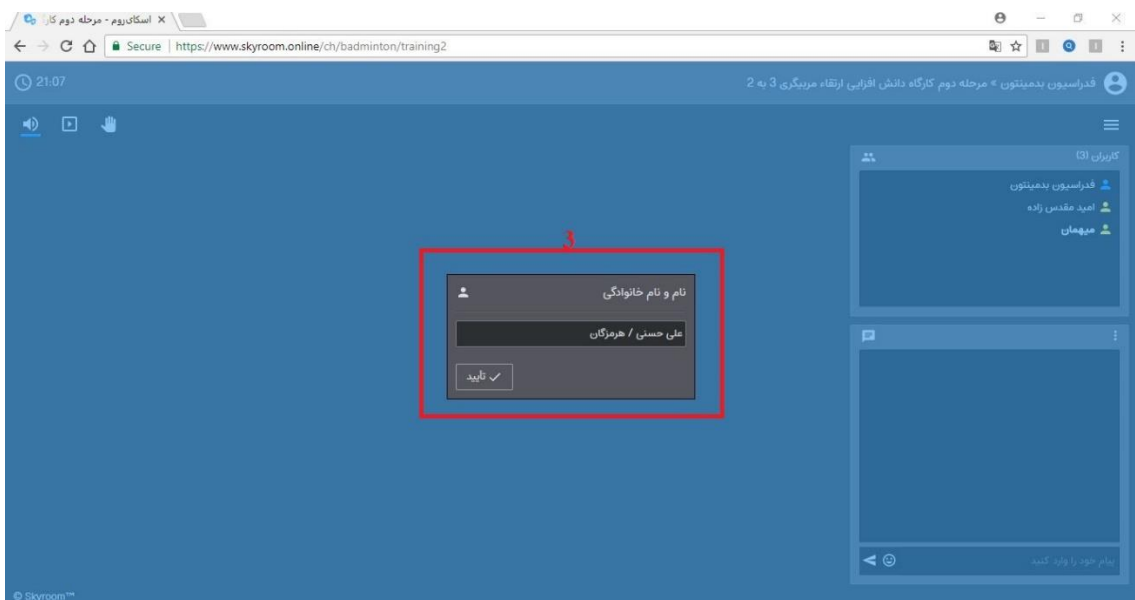 اسکای‌روم - مرحله دوم کار
Secure | https://www.skyroom.online/ch/badminton/training2
21:07
فدراسیون بدمینتون » مرحله دوم کارگاه دانش افزایی ارتقاء مربیگری 3 به 2
کاربران (3)
فدراسیون بدمینتون
امید مقدس زاده
میهمان
3
نام و نام خانوادگی
علی حسنی / هرمزگان
تأیید
پیام خود را وارد کنید
© Skyroom™